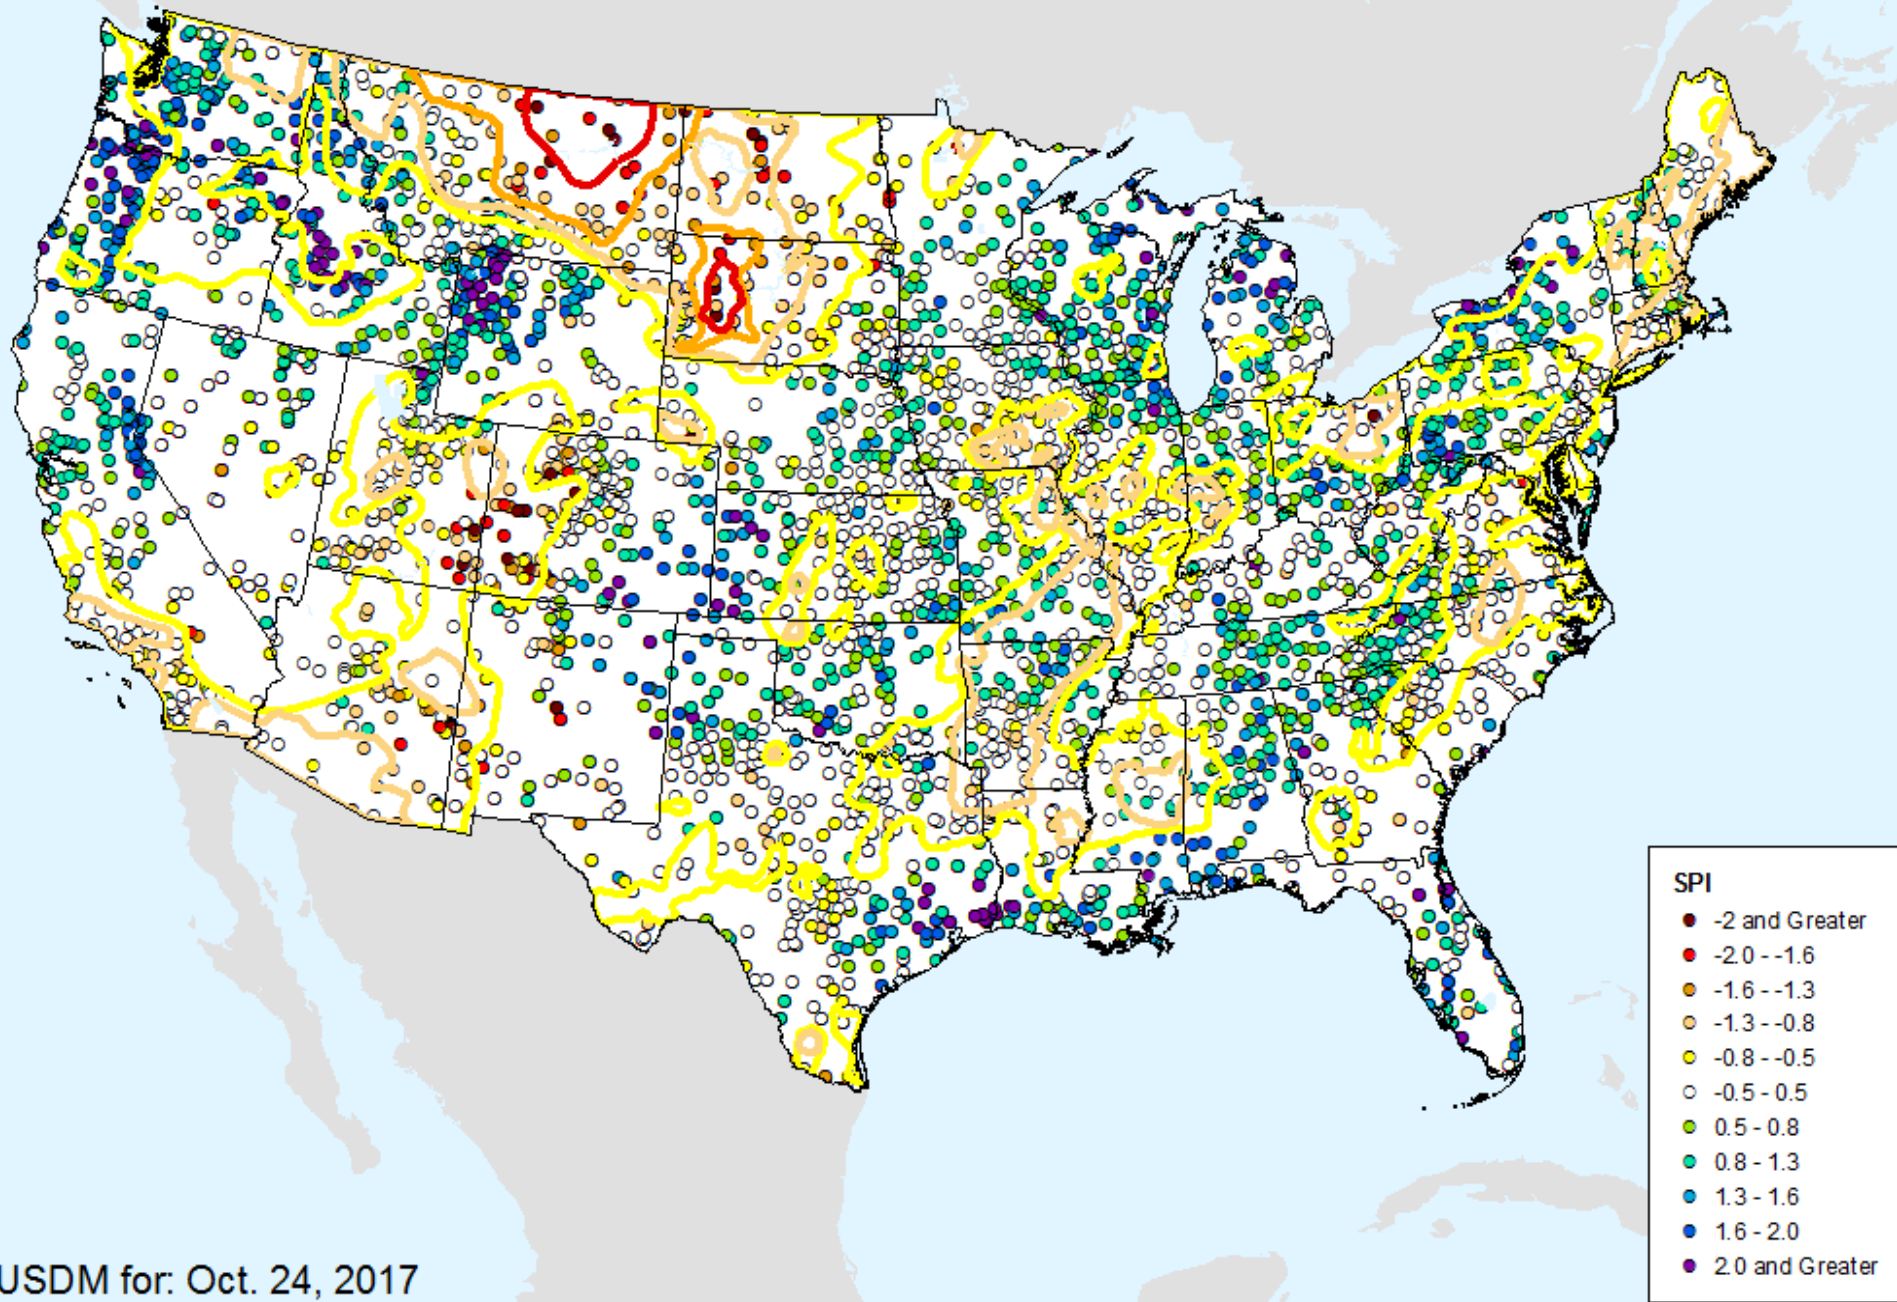 SPI
-2 and Greater
-2.0 - -1.6
-1.6 - -1.3
-1.3 - -0.8
-0.8 - -0.5
-0.5 - 0.5
0.5 - 0.8
0.8 - 1.3
1.3 - 1.6
1.6 - 2.0
2.0 and Greater
USDM for: Oct. 24, 2017